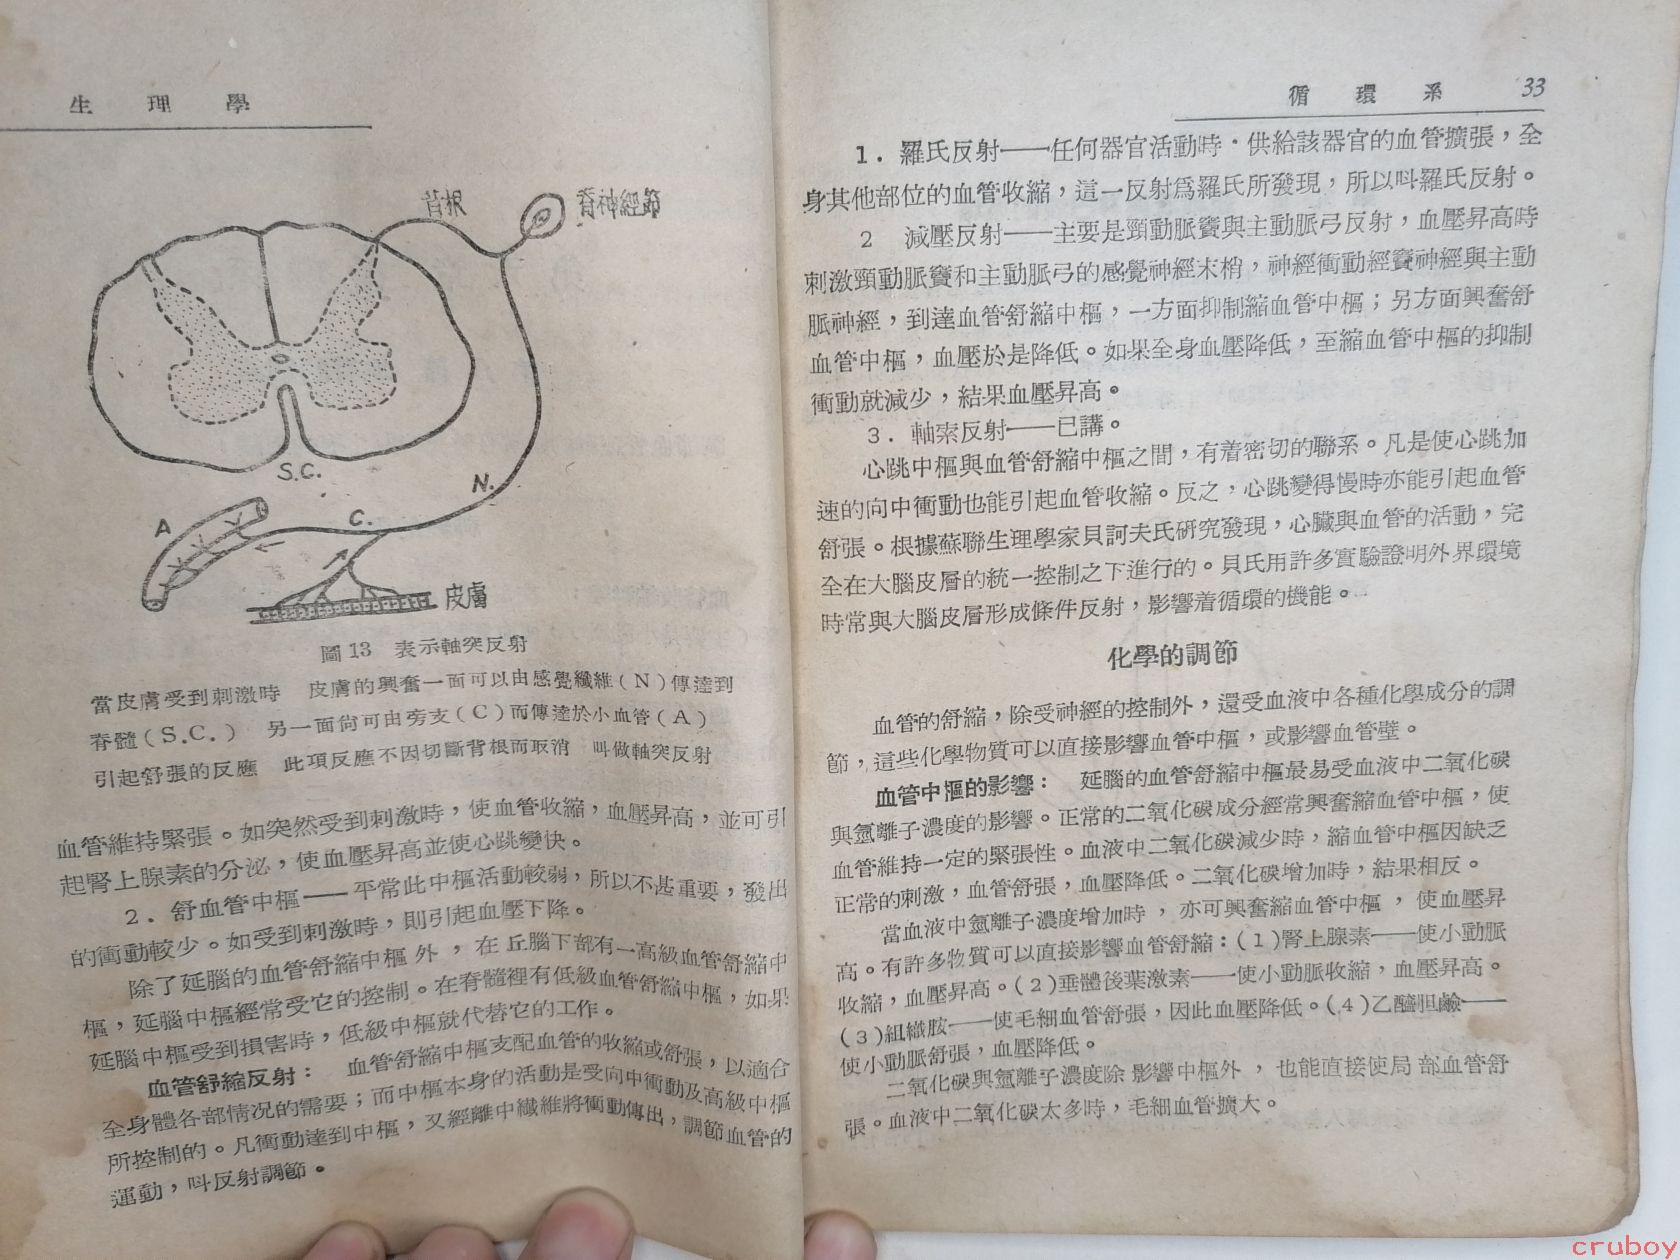 生理學
背根
脊神經節
S.C.
N.
A
C.
皮膚
圖13 表示軸突反射
當皮膚受到刺激時 皮膚的興奮一面可以由感覺纖維(N)傳達到
脊髓(S.C.) 另一面尙可由旁支(C)而傳達於小血管(A)
引起舒張的反應 此項反應不因切斷背根而取消 叫做軸突反射
血管維持緊張。如突然受到刺激時，使血管收縮，血壓昇高，並可引
起腎上腺素的分泌，使血壓昇高並使心跳變快。
2. 舒血管中樞——平常此中樞活動較弱，所以不甚重要，發出
的衝動較少。如受到刺激時，則引起血壓下降。
除了延腦的血管舒縮中樞外，在丘腦下部有一高級血管舒縮中
樞，延腦中樞經常受它的控制。在脊髓裡有低級血管舒縮中樞，如果
延腦中樞受到損害時，低級中樞就代替它的工作。
血管舒縮反射： 血管舒縮中樞支配血管的收縮或舒張，以適合
全身體各部情况的需要；而中樞本身的活動是受向中衝動及高級中樞
所控制的。凡衝動達到中樞，又經離中纖維將衝動傳出，調節血管的
運動，叫反射調節。
循環系 33
1. 羅氏反射——任何器官活動時·供給該器官的血管擴張，全
身其他部位的血管收縮，這一反射爲羅氏所發現，所以叫羅氏反射。
2 減壓反射——主要是頸動脈竇與主動脈弓反射，血壓昇高時
刺激頸動脈竇和主動脈弓的感覺神經末梢，神經衝動經竇神經與主動
脈神經，到達血管舒縮中樞，一方面抑制縮血管中樞；另方面興奮舒
血管中樞，血壓於是降低。如果全身血壓降低，至縮血管中樞的抑制
衝動就減少，結果血壓昇高。
3. 軸索反射——已講。
心跳中樞與血管舒縮中樞之間，有着密切的聯系。凡是使心跳加
速的向中衝動也能引起血管收縮。反之，心跳變得慢時亦能引起血管
舒張。根據蘇聯生理學家貝訶夫氏硏究發現，心臟與血管的活動，完
全在大腦皮層的統一控制之下進行的。貝氏用許多實驗證明外界環境
時常與大腦皮層形成條件反射，影響着循環的機能。
化學的調節
血管的舒縮，除受神經的控制外，還受血液中各種化學成分的調
節，這些化學物質可以直接影響血管中樞，或影響血管壁。
血管中樞的影響： 延腦的血管舒縮中樞最易受血液中二氧化碳
與氫離子濃度的影響。正常的二氧化碳成分經常興奮縮血管中樞，使
血管維持一定的緊張性。血液中二氧化碳減少時，縮血管中樞因缺乏
正常的刺激，血管舒張，血壓降低。二氧化碳增加時，結果相反。
當血液中氫離子濃度增加時，亦可興奮縮血管中樞，使血壓昇
高。有許多物質可以直接影響血管舒縮：(1)腎上腺素——使小動脈
收縮，血壓昇高。(2)垂體後葉激素——使小動脈收縮，血壓昇高。
(3)組織胺——使毛細血管舒張，因此血壓降低。(4)乙醯胆鹼——
使小動脈舒張，血壓降低。
二氧化碳與氫離子濃度除影響中樞外，也能直接使局部血管舒
張。血液中二氧化碳太多時，毛細血管擴大。
cruboy